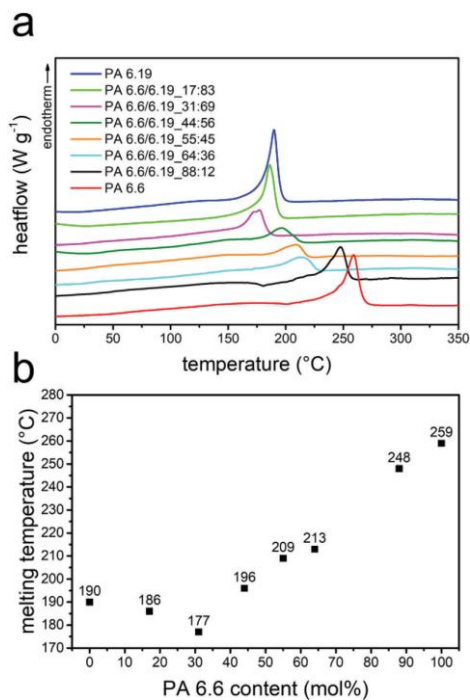 a
endotherm
heatflow (W g⁻¹)
PA 6.19
PA 6.6/6.19_17:83
PA 6.6/6.19_31:69
PA 6.6/6.19_44:56
PA 6.6/6.19_55:45
PA 6.6/6.19_64:36
PA 6.6/6.19_88:12
PA 6.6
0 50 100 150 200 250 300 350
temperature (°C)
b
melting temperature (°C)
280
270
260
250
240
230
220
210
200
190
180
170
190
186
177
196
209
213
248
259
0 10 20 30 40 50 60 70 80 90 100
PA 6.6 content (mol%)